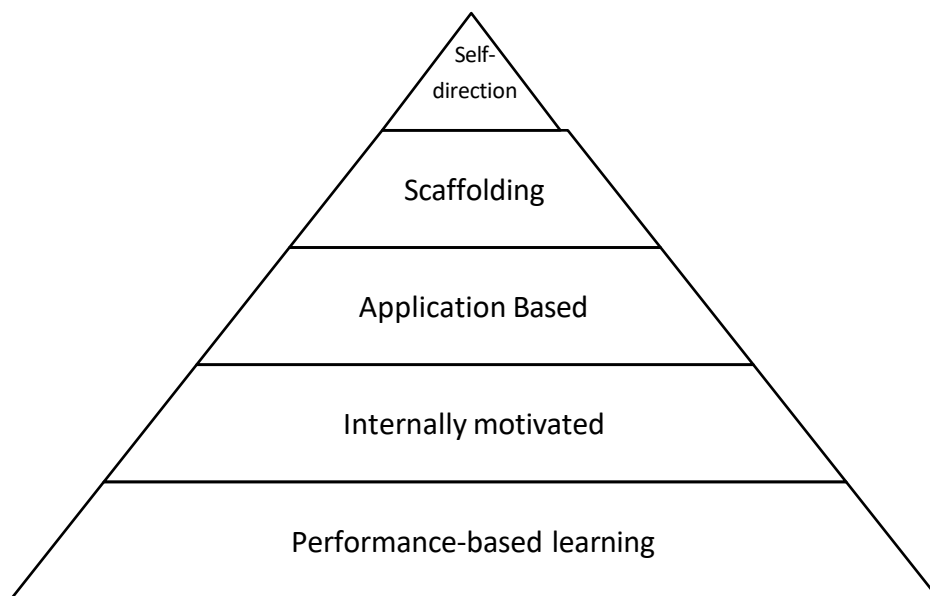 Self-
direction
Scaffolding
Application Based
Internally motivated
Performance-based learning